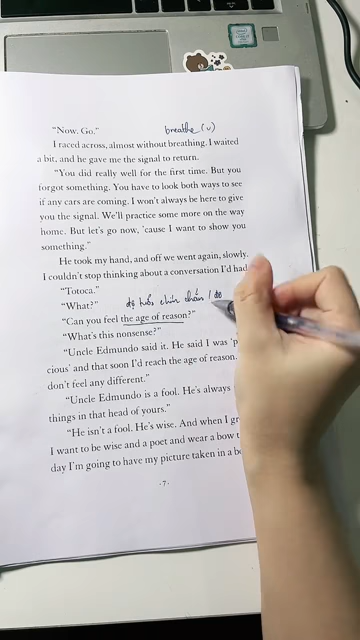 "Now. Go." breathe (v)
I raced across, almost without breathing. I waited
a bit, and he gave me the signal to return.
"You did really well for the first time. But you
forgot something. You have to look both ways to see
if any cars are coming. I won't always be here to give
you the signal. We'll practice some more on the way
home. But let's go now, 'cause I want to show you
something."
He took my hand, and off we went again, slowly.
I couldn't stop thinking about a conversation I'd had
"Totoca."
"What?" chín chắn /
"Can you feel the age of reason?"
"What's this nonsense?"
"Uncle Edmundo said it. He said I was
cious' and that soon I'd reach the age of reason.
don't feel any different."
"Uncle Edmundo is a fool. He's always
things in that head of yours."
"He isn't a fool. He's wise. And when I
I want to be wise and a poet and wear a bow
day I'm going to have my picture taken in a
-7-